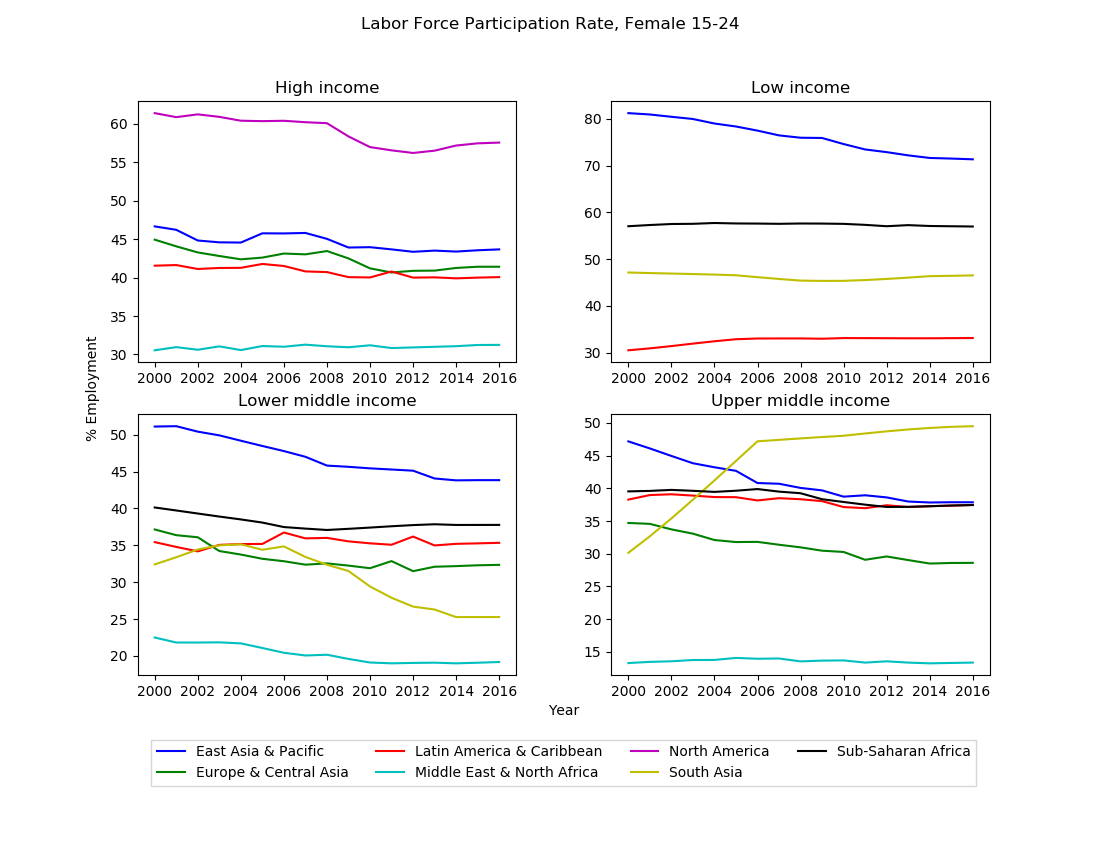 Labor Force Participation Rate, Female 15-24
High income
60
55
50
45
40
35
30
2000 2002 2004 2006 2008 2010 2012 2014 2016
Low income
80
70
60
50
40
30
2000 2002 2004 2006 2008 2010 2012 2014 2016
% Employment
Lower middle income
50
45
40
35
30
25
20
2000 2002 2004 2006 2008 2010 2012 2014 2016
Upper middle income
50
45
40
35
30
25
20
15
2000 2002 2004 2006 2008 2010 2012 2014 2016
Year
East Asia & Pacific
Europe & Central Asia
Latin America & Caribbean
Middle East & North Africa
North America
South Asia
Sub-Saharan Africa